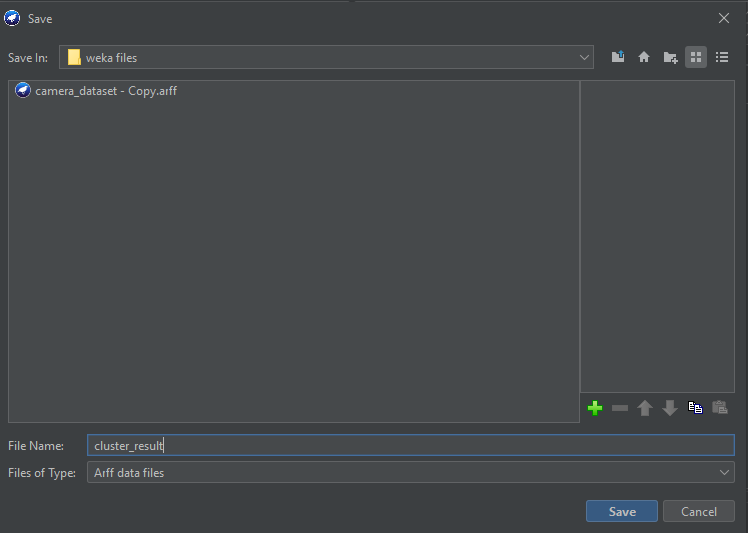 Save
Save In: weka files
camera_dataset - Copy.arff
File Name: cluster_result
Files of Type: Arff data files
Save Cancel